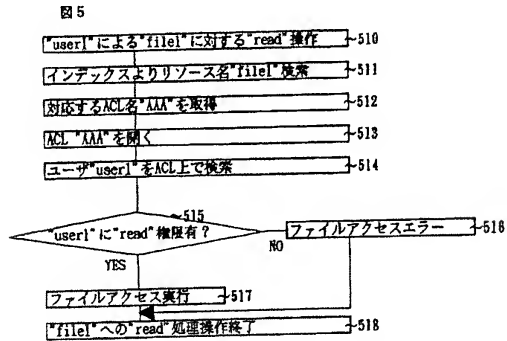 図5
"user1"による"file1"に対する"read"操作 510
インデックスよりリソース名"file1"検索 511
対応するACL名"AAA"を取得 512
ACL "AAA"を開く 513
ユーザ"user1"をACL上で検索 514
515
"user1"に"read"権限有？
NO
ファイルアクセスエラー 516
YES
ファイルアクセス実行 517
"file1"への"read"処理操作終了 518